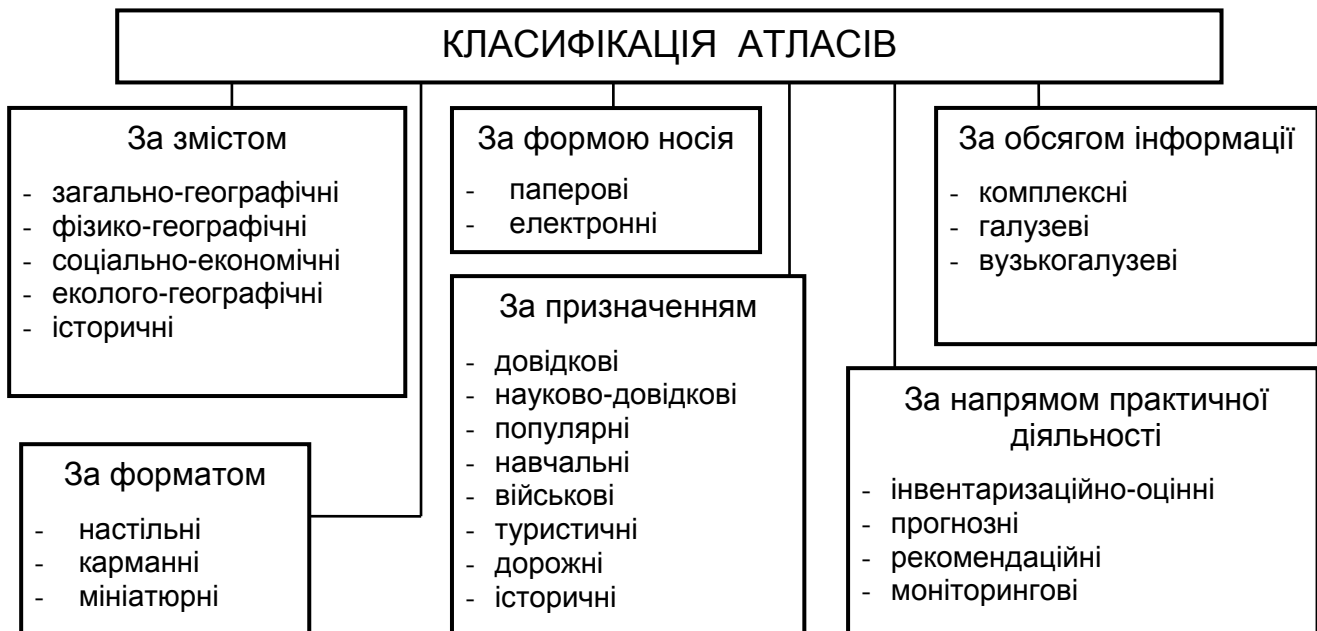 КЛАСИФІКАЦІЯ АТЛАСІВ
За змістом
- загально-географічні
- фізико-географічні
- соціально-економічні
- еколого-географічні
- історичні
За формою носія
- паперові
- електронні
За обсягом інформації
- комплексні
- галузеві
- вузькогалузеві
За форматом
- настільні
- карманні
- мініатюрні
За призначенням
- довідкові
- науково-довідкові
- популярні
- навчальні
- військові
- туристичні
- дорожні
- історичні
За напрямом практичної
діяльності
- інвентаризаційно-оцінні
- прогнозні
- рекомендаційні
- моніторингові